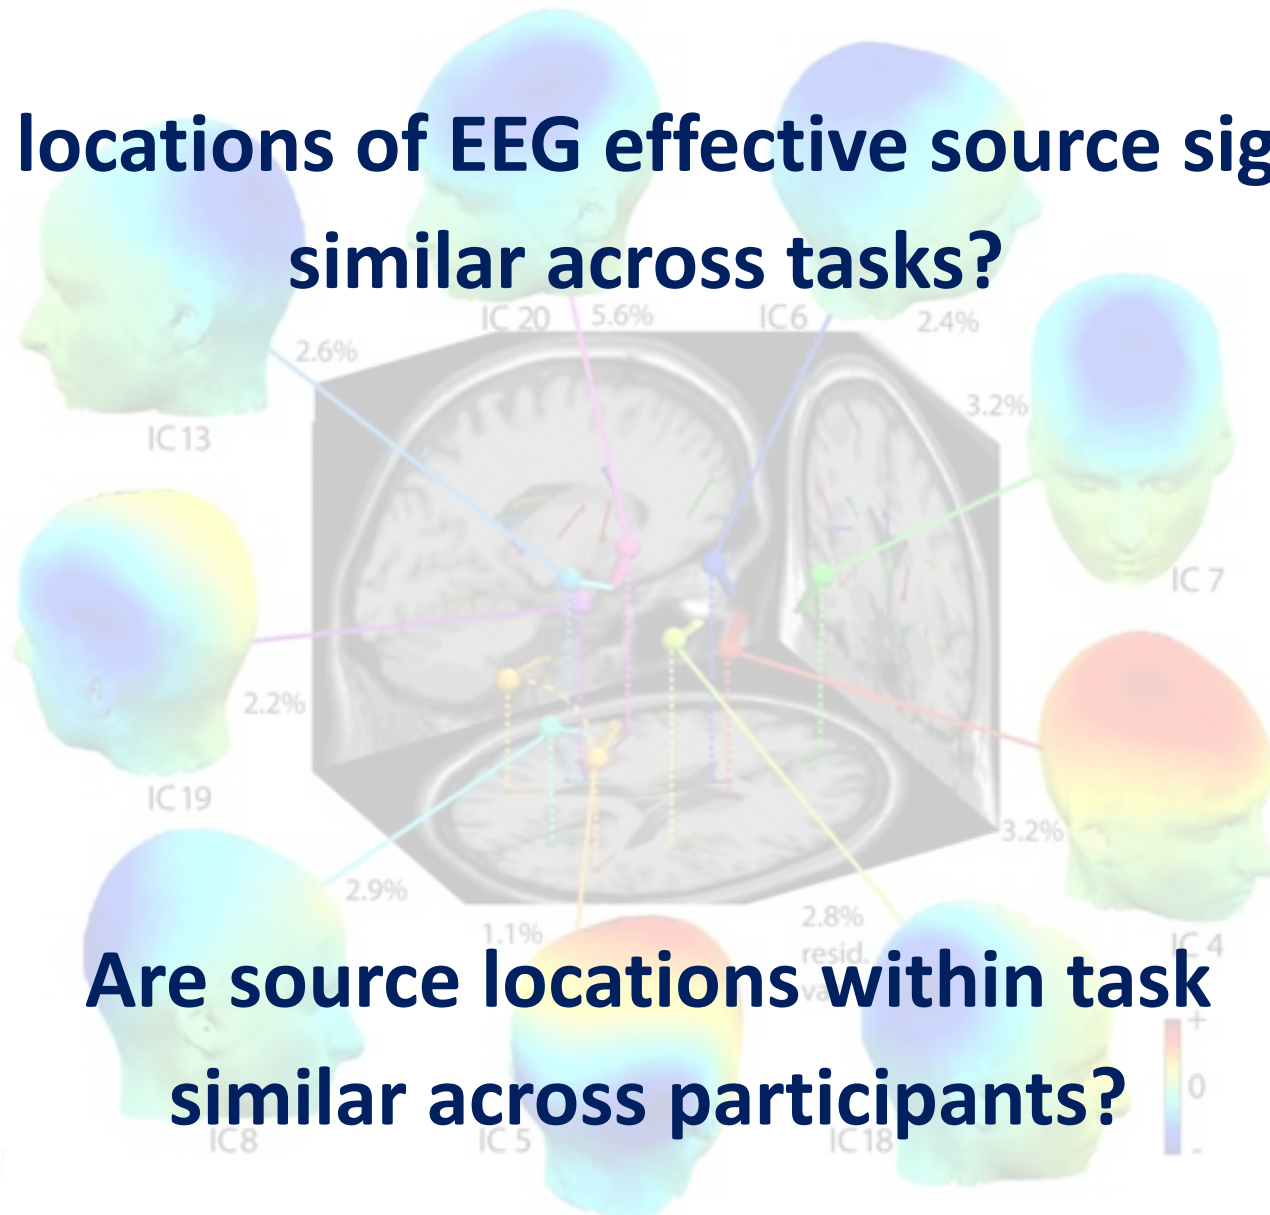 locations of EEG effective source sig
similar across tasks?
IC 20 5.6% IC6 2.4%
2.6%
3.2%
IC13
IC 7
2.2%
IC19
3.2%
2.9%
1.1% 2.8%
resid.
IC 4
Are source locations within task
+
0
similar across participants?
-
IC8 IC 5 IC18